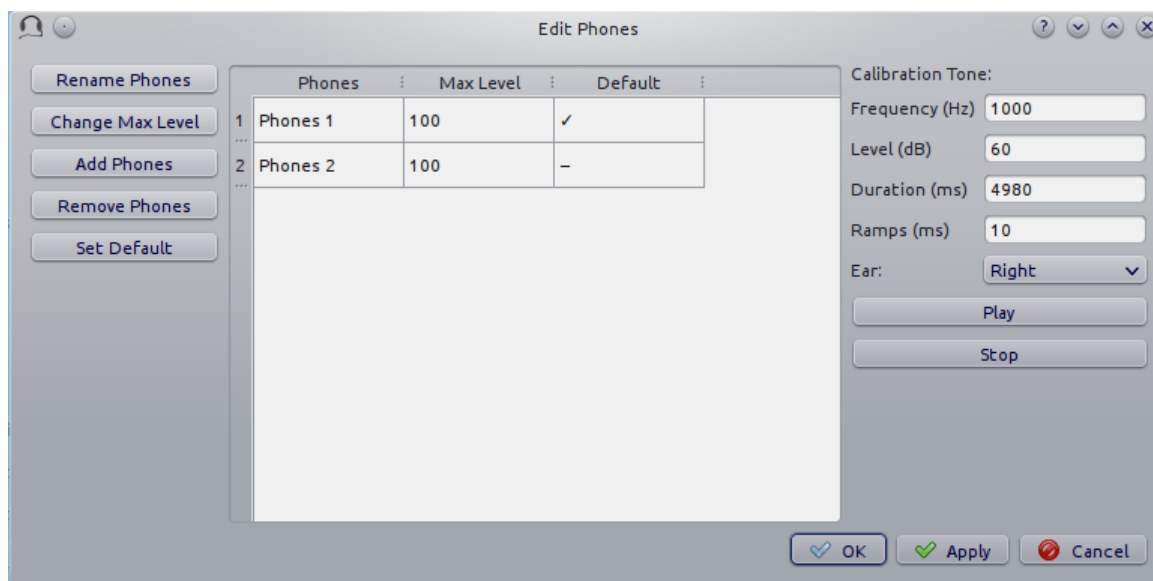 Edit Phones
Rename Phones
Change Max Level
Add Phones
Remove Phones
Set Default
Phones Max Level Default
1 Phones 1 100 ✓
2 Phones 2 100 –
Calibration Tone:
Frequency (Hz) 1000
Level (dB) 60
Duration (ms) 4980
Ramps (ms) 10
Ear: Right
Play
Stop
OK Apply Cancel